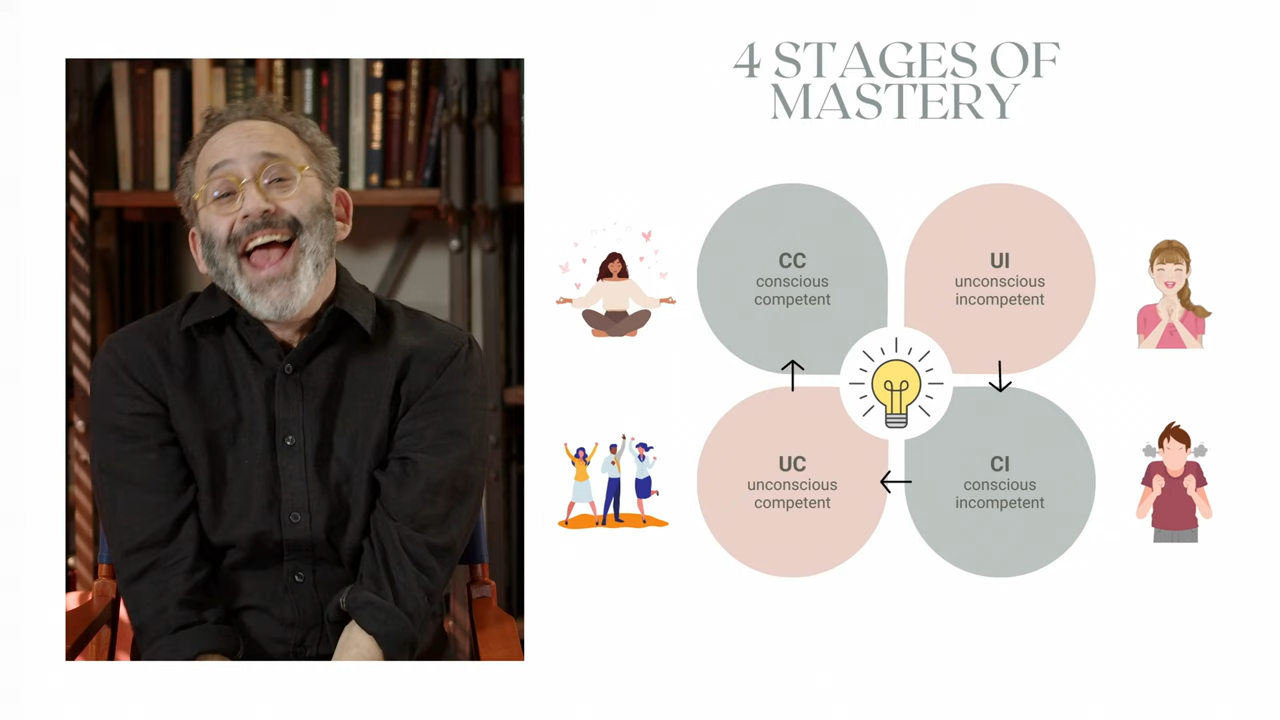 4 STAGES OF
MASTERY
CC
conscious
competent
UI
unconscious
incompetent
UC
unconscious
competent
CI
conscious
incompetent